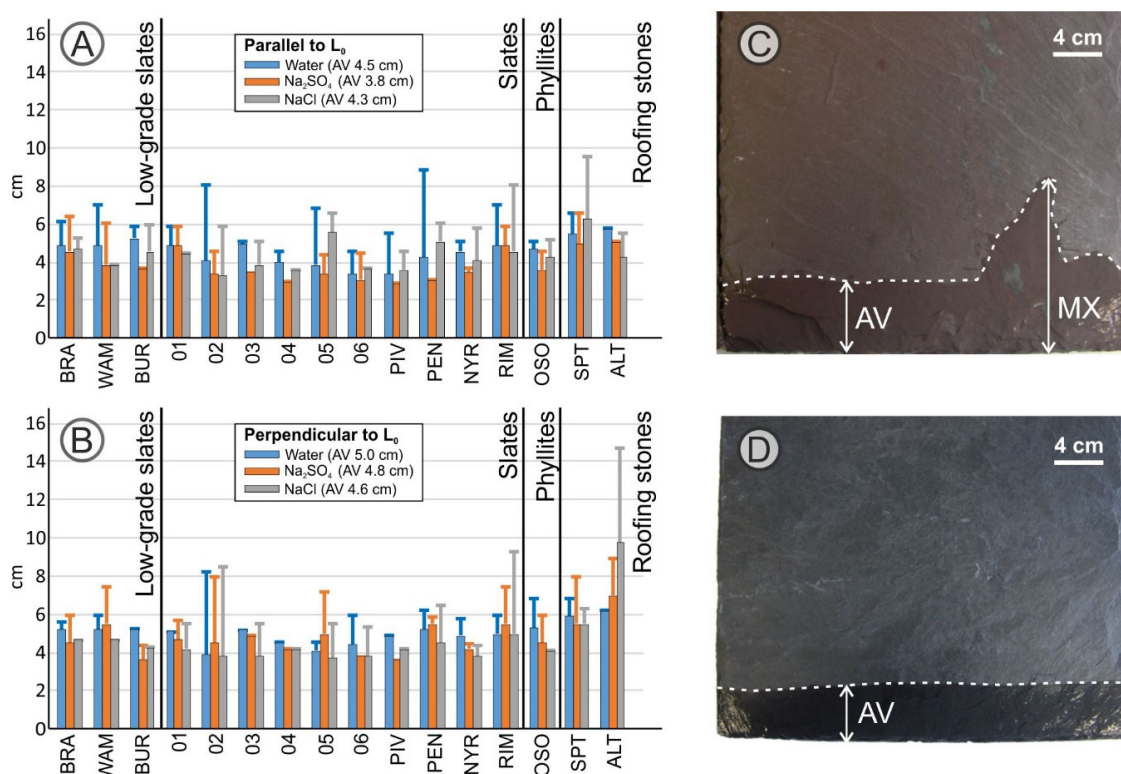 A
16
14
12
10
8
6
4
2
0
cm
Low-grade slates
Parallel to L₀
Water (AV 4.5 cm)
Na₂SO₄ (AV 3.8 cm)
NaCl (AV 4.3 cm)
Slates
Phyllites
Roofing stones
BRA WAM BUR 01 02 03 04 05 06 PIV PEN NYR RIM OSO SPT ALT
C
4 cm
AV
MX
B
16
14
12
10
8
6
4
2
0
cm
Low-grade slates
Perpendicular to L₀
Water (AV 5.0 cm)
Na₂SO₄ (AV 4.8 cm)
NaCl (AV 4.6 cm)
Slates
Phyllites
Roofing stones
BRA WAM BUR 01 02 03 04 05 06 PIV PEN NYR RIM OSO SPT ALT
D
4 cm
AV